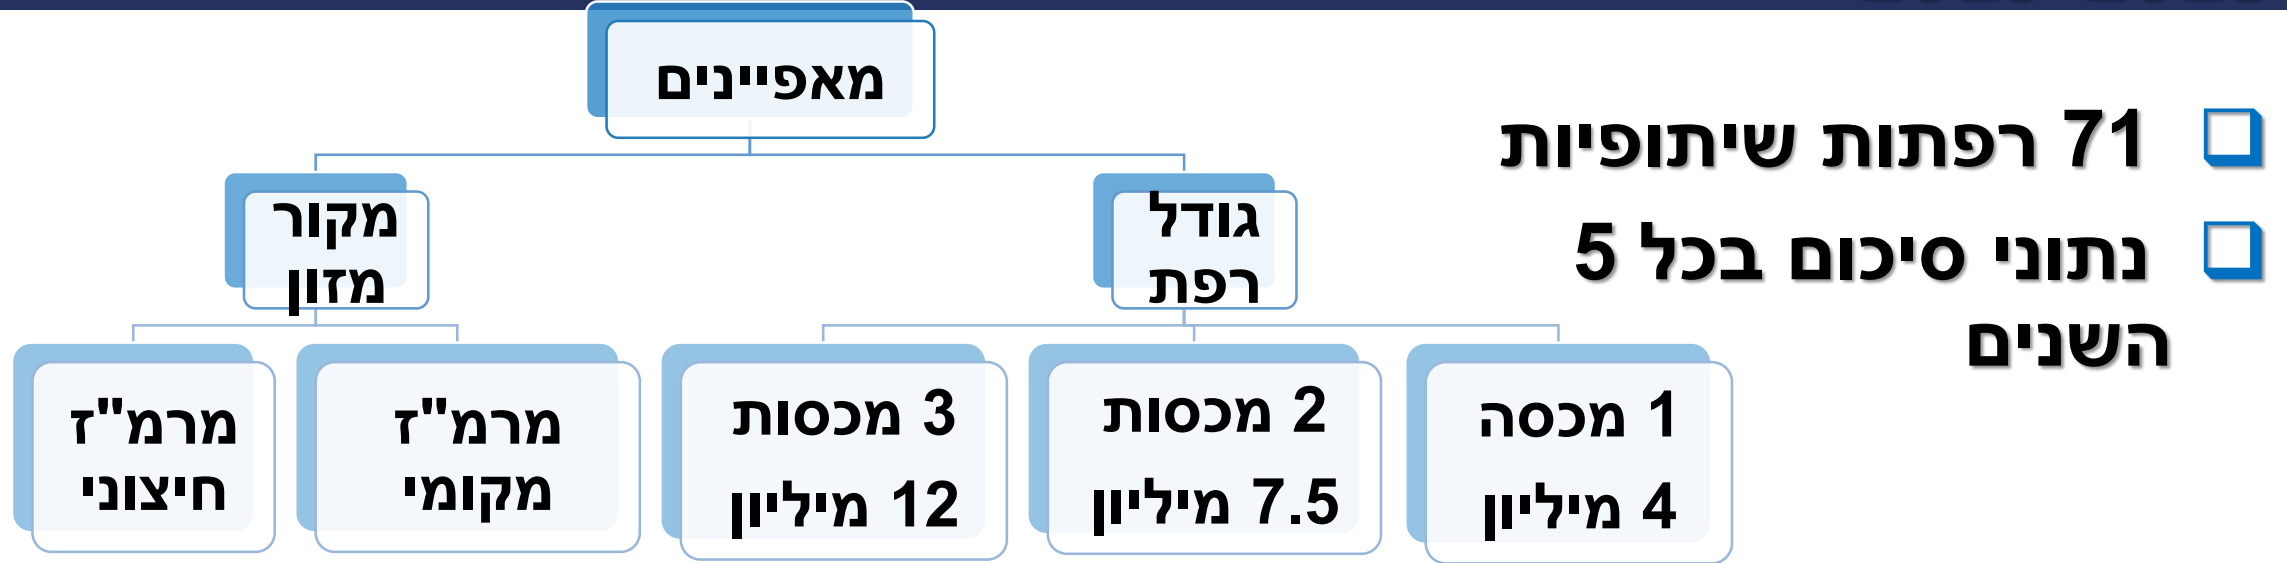 71 רפתות שיתופיות
נתוני סיכום בכל 5
השנים
מאפיינים
גודל
רפת
מקור
מזון
1 מכסה
4 מיליון
2 מכסות
7.5 מיליון
3 מכסות
12 מיליון
מרמ"ז
מקומי
מרמ"ז
חיצוני